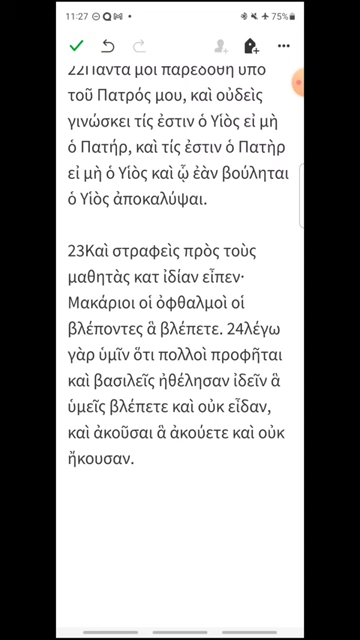 11:27
75%
22Πάντα μοι παρεδόθη ὑπὸ
τοῦ Πατρός μου, καὶ οὐδεὶς
γινώσκει τίς ἐστιν ὁ Υἱὸς εἰ μὴ
ὁ Πατήρ, καὶ τίς ἐστιν ὁ Πατὴρ
εἰ μὴ ὁ Υἱὸς καὶ ᾧ ἐὰν βούληται
ὁ Υἱὸς ἀποκαλύψαι.
23Καὶ στραφεὶς πρὸς τοὺς
μαθητὰς κατ ἰδίαν εἶπεν·
Μακάριοι οἱ ὀφθαλμοὶ οἱ
βλέποντες ἃ βλέπετε. 24λέγω
γὰρ ὑμῖν ὅτι πολλοὶ προφῆται
καὶ βασιλεῖς ἠθέλησαν ἰδεῖν ἃ
ὑμεῖς βλέπετε καὶ οὐκ εἶδαν,
καὶ ἀκοῦσαι ἃ ἀκούετε καὶ οὐκ
ἤκουσαν.